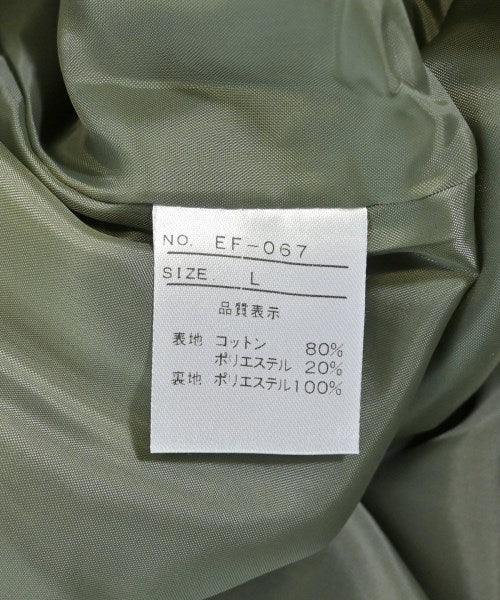 NO. EF-067
SIZE. L
品質表示
表地 コットン 80%
ポリエステル 20%
裏地 ポリエステル100%